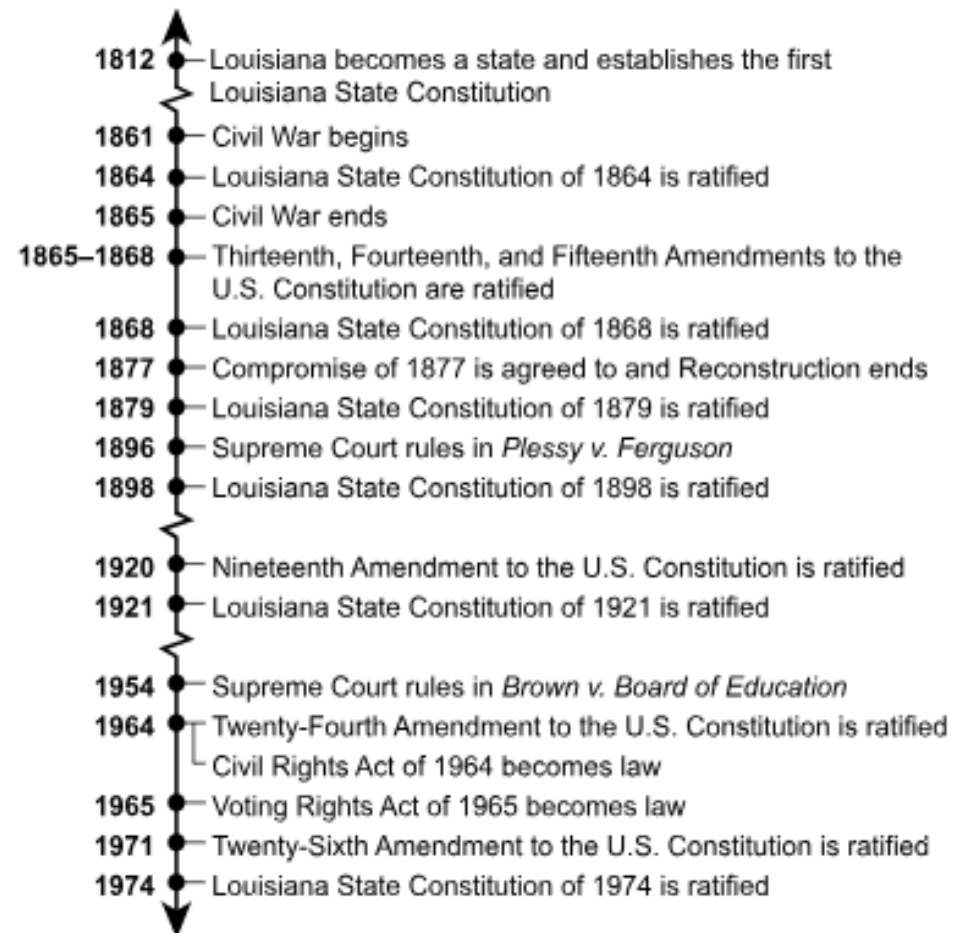 1812 Louisiana becomes a state and establishes the first
Louisiana State Constitution
1861 Civil War begins
1864 Louisiana State Constitution of 1864 is ratified
1865 Civil War ends
1865–1868 Thirteenth, Fourteenth, and Fifteenth Amendments to the
U.S. Constitution are ratified
1868 Louisiana State Constitution of 1868 is ratified
1877 Compromise of 1877 is agreed to and Reconstruction ends
1879 Louisiana State Constitution of 1879 is ratified
1896 Supreme Court rules in Plessy v. Ferguson
1898 Louisiana State Constitution of 1898 is ratified
1920 Nineteenth Amendment to the U.S. Constitution is ratified
1921 Louisiana State Constitution of 1921 is ratified
1954 Supreme Court rules in Brown v. Board of Education
1964 Twenty-Fourth Amendment to the U.S. Constitution is ratified
Civil Rights Act of 1964 becomes law
1965 Voting Rights Act of 1965 becomes law
1971 Twenty-Sixth Amendment to the U.S. Constitution is ratified
1974 Louisiana State Constitution of 1974 is ratified